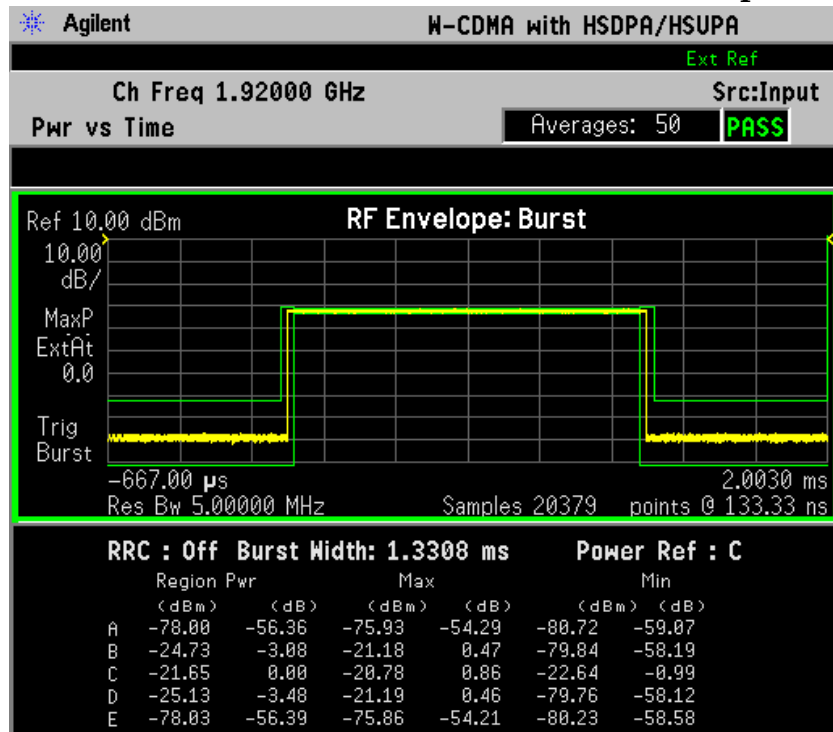 Agilent W-CDMA with HSDPA/HSUPA
Ext Ref
Ch Freq 1.92000 GHz Src:Input
Pwr vs Time Averages: 50 PASS
Ref 10.00 dBm RF Envelope: Burst
10.00
dB/
MaxP
ExtAt
0.0
Trig
Burst
-667.00 µs 2.0030 ms
Res Bw 5.00000 MHz Samples 20379 points @ 133.33 ns
RRC : Off Burst Width: 1.3308 ms Power Ref : C
Region Pwr Max Min
(dBm) (dB) (dBm) (dB) (dBm) (dB)
A -78.00 -56.36 -75.93 -54.29 -80.72 -59.07
B -24.73 -3.08 -21.18 0.47 -79.84 -58.19
C -21.65 0.00 -20.78 0.86 -22.64 -0.99
D -25.13 -3.48 -21.19 0.46 -79.76 -58.12
E -78.03 -56.39 -75.86 -54.21 -80.23 -58.58